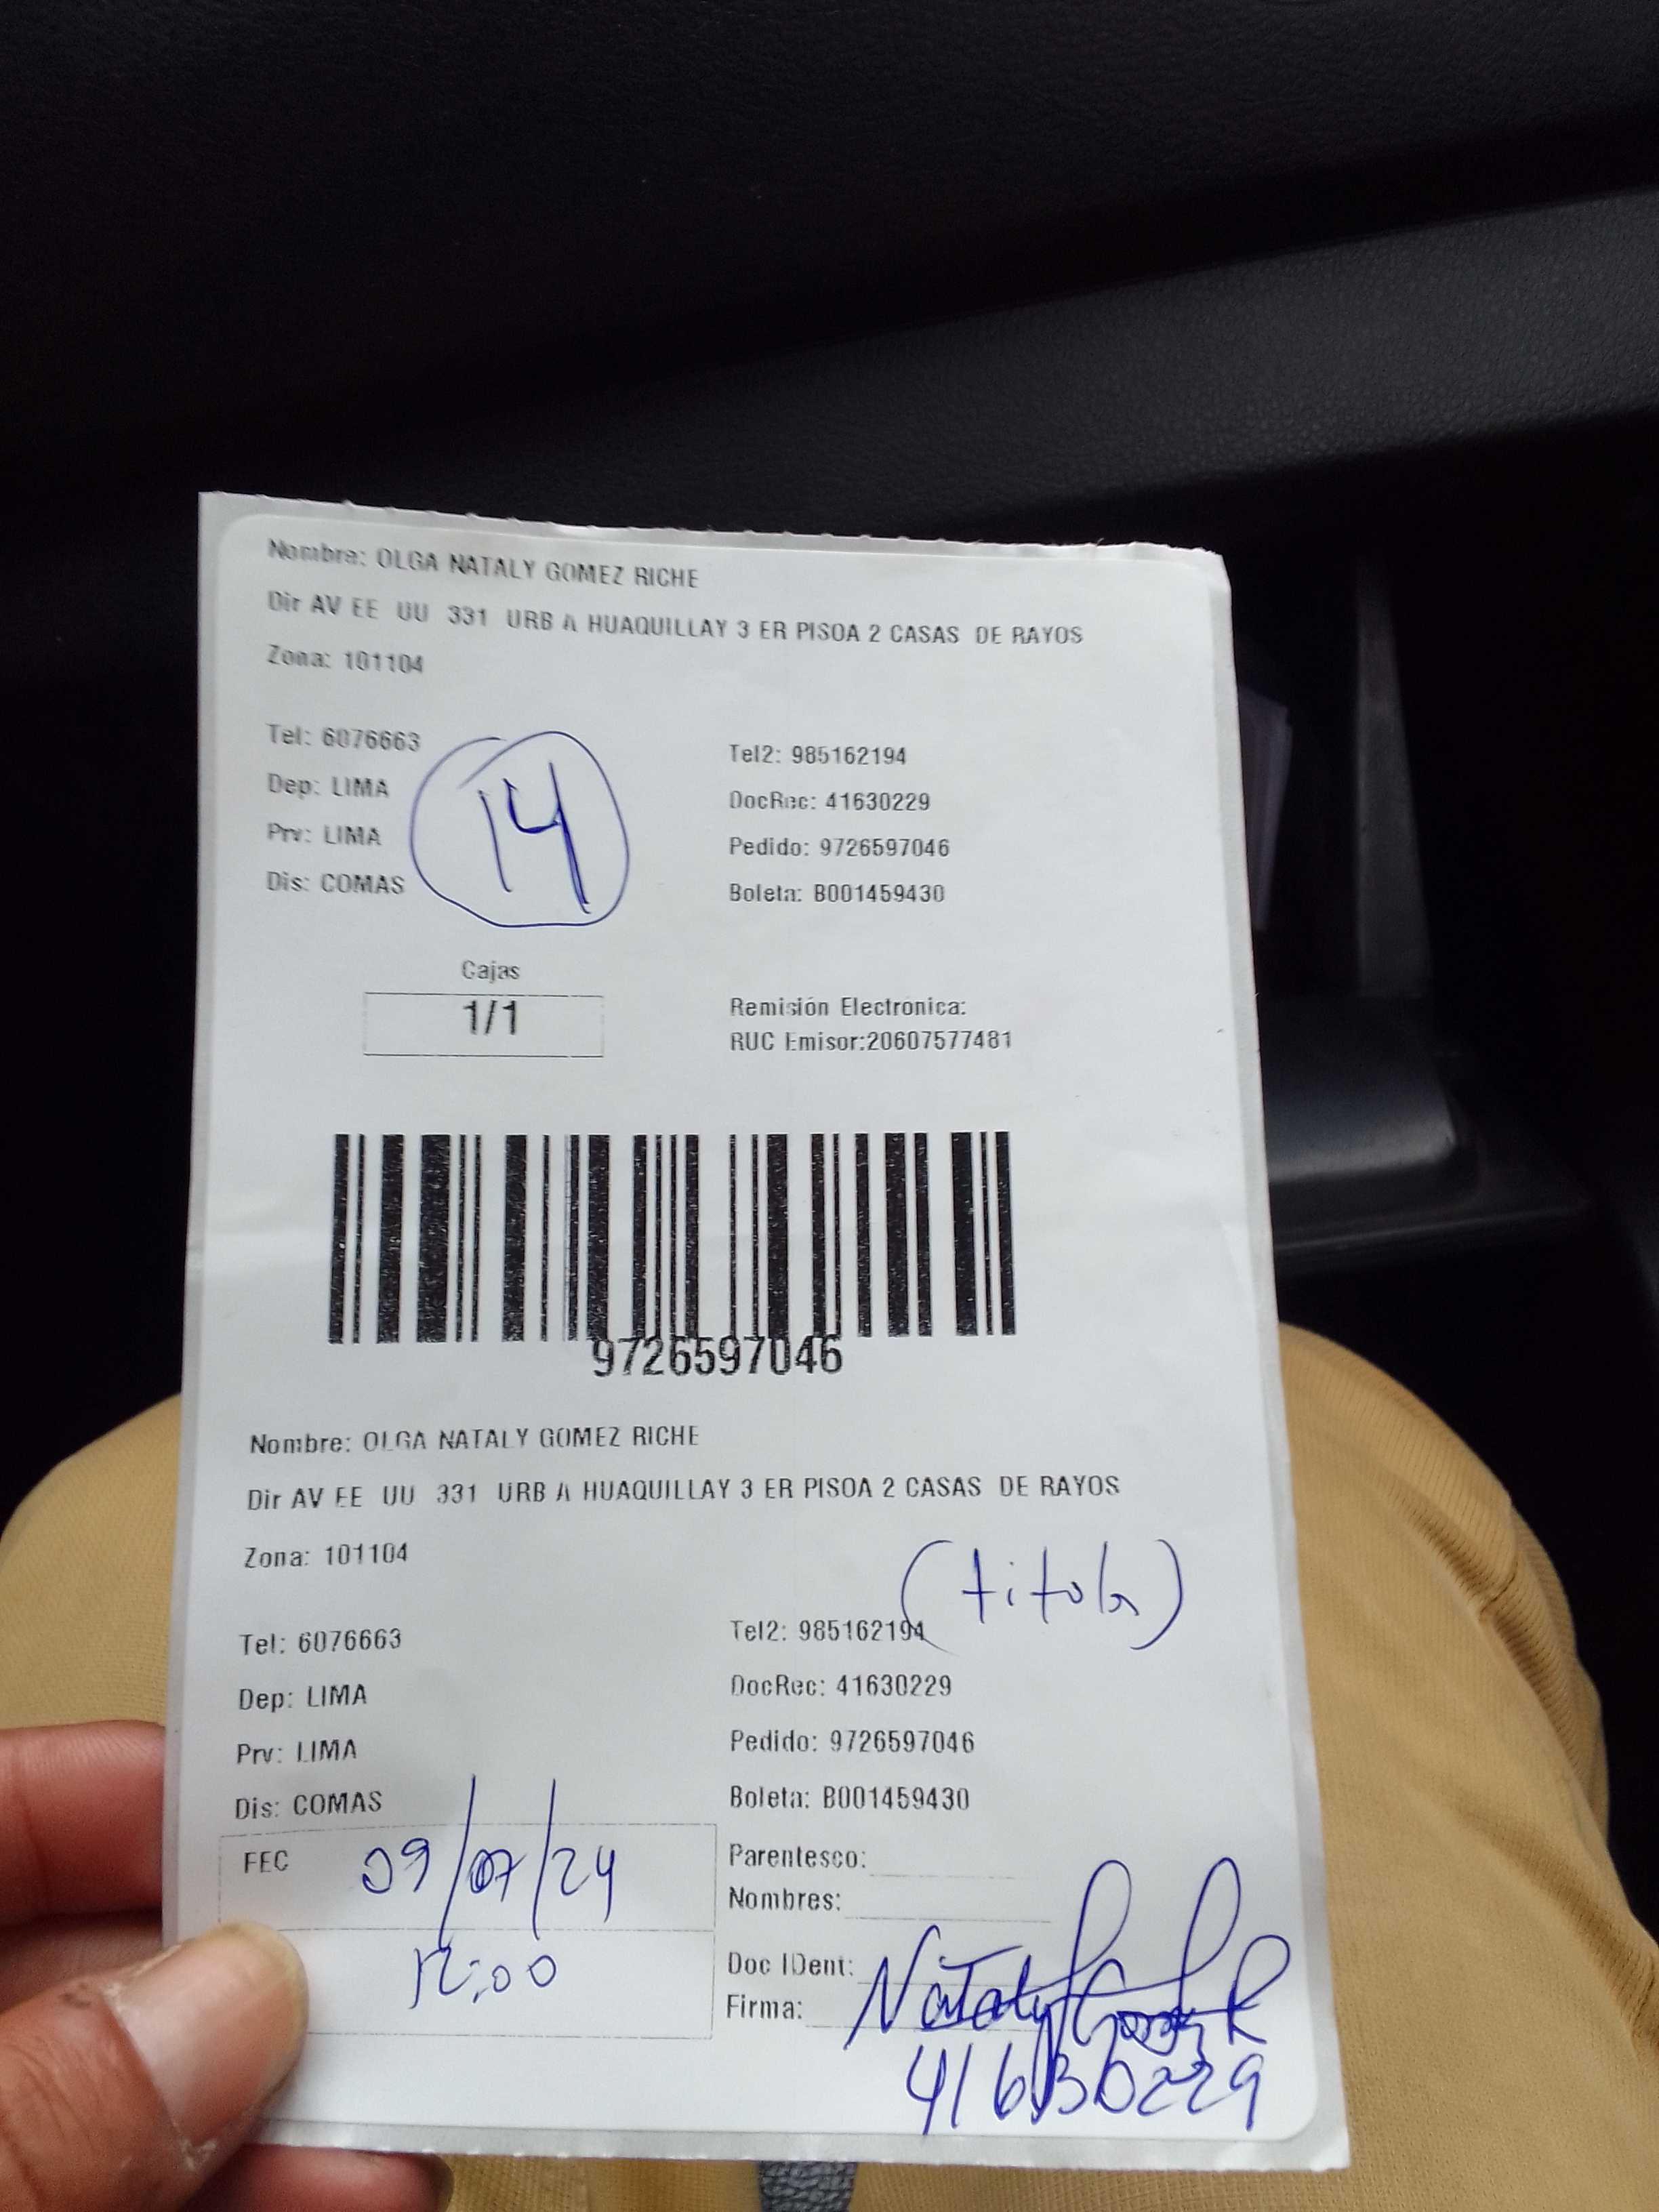 Nombre: OLGA NATALY GOMEZ RICHE
Dir AV EE UU 331 URB A HUAQUILLAY 3 ER PISOA 2 CASAS DE RAYOS
Zona: 101104
Tel: 6076663
Tel2: 985162194
Dep: LIMA
DocRec: 41630229
14
Prv: LIMA
Pedido: 9726597046
Dis: COMAS
Boleta: B001459430
Cajas
1/1
Remisión Electronica:
RUC Emisor:20607577481
9726597046
Nombre: OLGA NATALY GOMEZ RICHE
Dir AV EE UU 331 URB A HUAQUILLAY 3 ER PISOA 2 CASAS DE RAYOS
Zona: 101104
(titola)
Tel: 6076663
Tel2: 985162194
Dep: LIMA
DocRec: 41630229
Prv: LIMA
Pedido: 9726597046
Dis: COMAS
Boleta: B001459430
FEC 09/07/24
Parentesco:
Nombres:
12:00
Doc IDent:
Firma: Nataly Gomez R
41630229